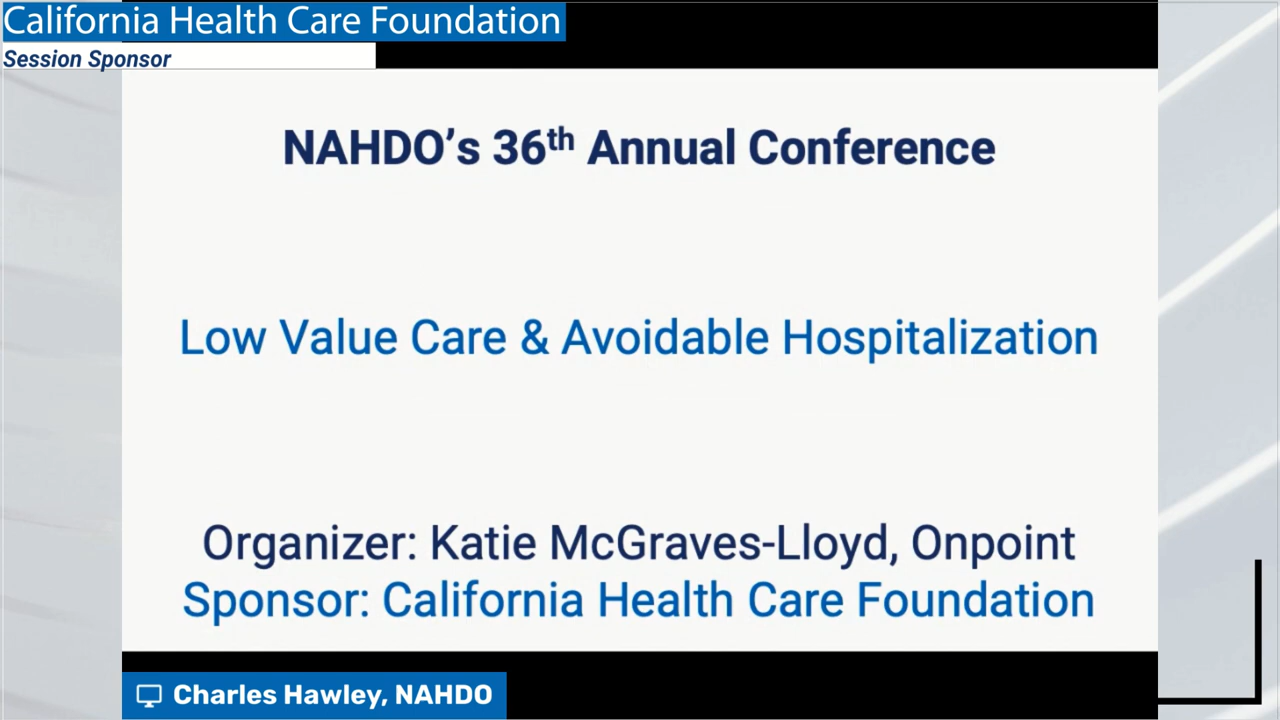 California Health Care Foundation
Session Sponsor
NAHDO’s 36th Annual Conference
Low Value Care & Avoidable Hospitalization
Organizer: Katie McGraves-Lloyd, Onpoint
Sponsor: California Health Care Foundation
Charles Hawley, NAHDO